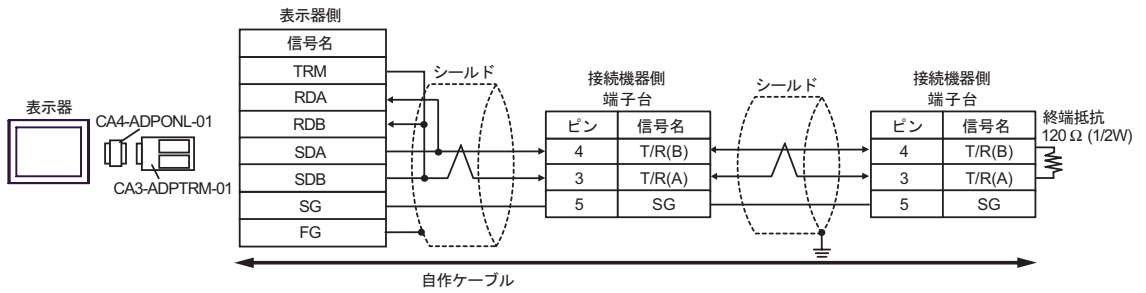 表示器
CA4-ADPONL-01
CA3-ADPTRM-01
表示器側
信号名
TRM
RDA
RDB
SDA
SDB
SG
FG
シールド
接続機器側
端子台
ピン 信号名
4 T/R(B)
3 T/R(A)
5 SG
シールド
接続機器側
端子台
ピン 信号名
4 T/R(B)
3 T/R(A)
5 SG
終端抵抗
120 Ω (1/2W)
自作ケーブル